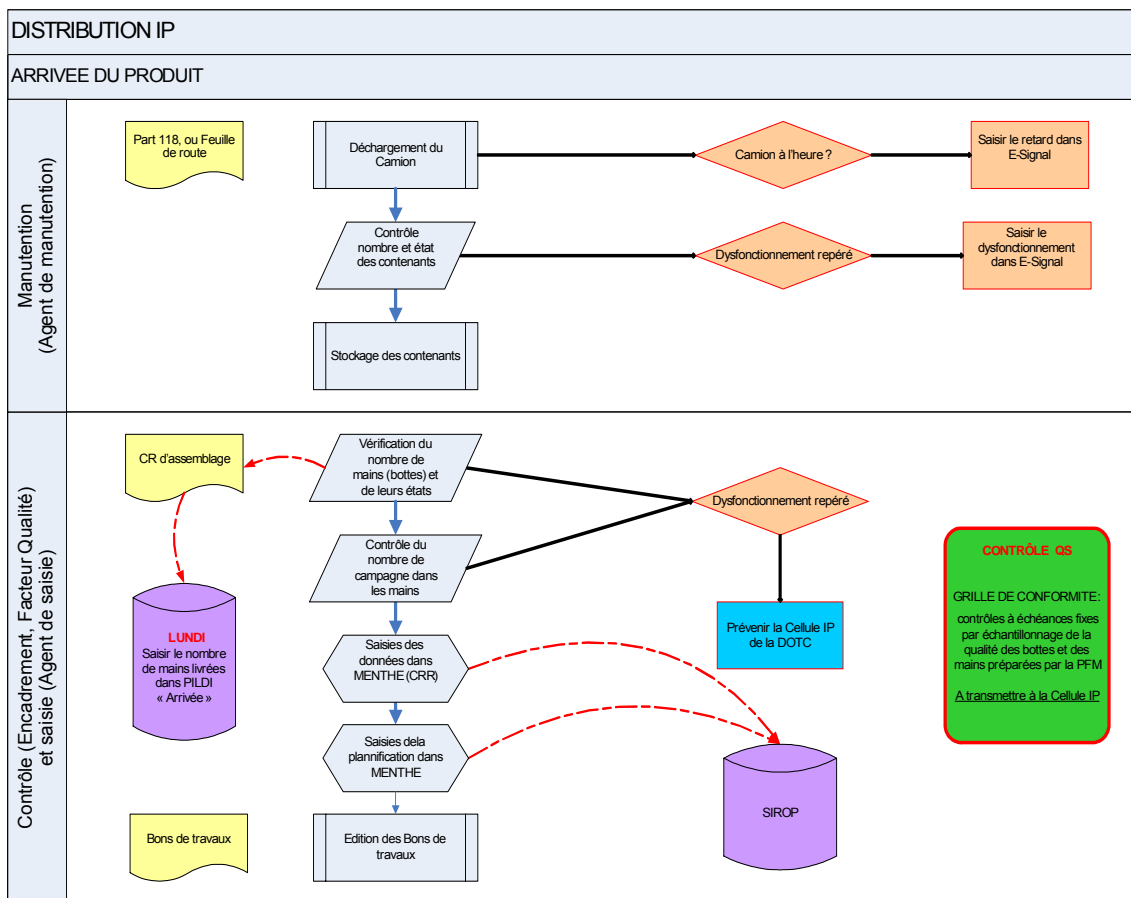 DISTRIBUTION IP
ARRIVEE DU PRODUIT
Manutention
(Agent de manutention)
Part 118, ou Feuille
de route
Déchargement du
Camion
Camion à l'heure ?
Saisir le retard dans
E-Signal
Contrôle
nombre et état
des contenants
Dysfonctionnement repéré
Saisir le
dysfonctionnement
dans E-Signal
Stockage des contenants
Contrôle (Encadrement, Facteur Qualité)
et saisie (Agent de saisie)
CR d'assemblage
Vérification du
nombre de
mains (bottes) et
de leurs états
Dysfonctionnement repéré
Contrôle du
nombre de
campagne dans
les mains
LUNDI
Saisir le nombre
de mains livrées
dans PILDI
« Arrivée »
Prévenir la Cellule IP
de la DOTC
CONTRÔLE QS
GRILLE DE CONFORMITE:
contrôles à échéances fixes
par échantillonnage de la
qualité des bottes et des
mains préparées par la PFM
A transmettre à la Cellule IP
Saisies des
données dans
MENTHE (CRR)
Saisies dela
plannification dans
MENTHE
SIROP
Bons de travaux
Edition des Bons de
travaux